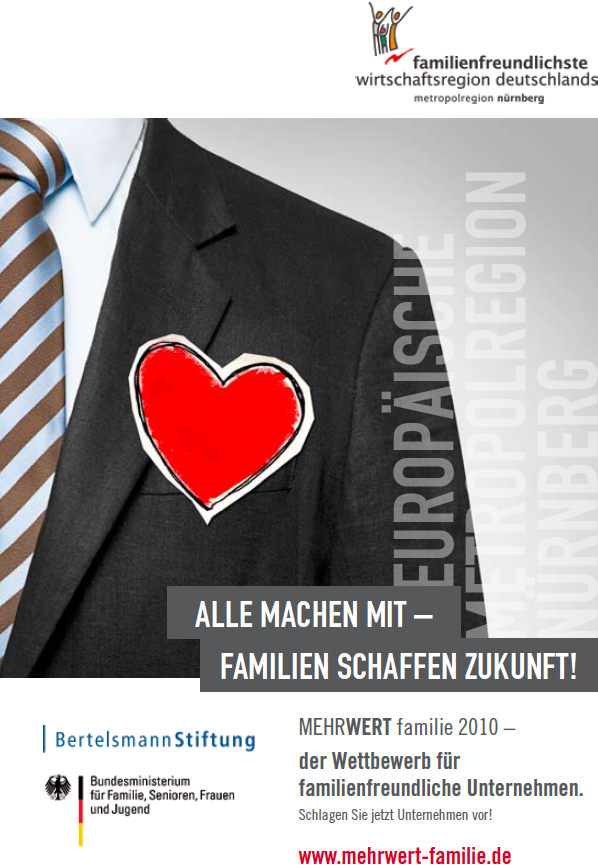 familienfreundlichste
wirtschaftsregion deutschlands
metropolregion nürnberg
EUROPÄISCHE
METROPOLREGION
NÜRNBERG
ALLE MACHEN MIT –
FAMILIEN SCHAFFEN ZUKUNFT!
BertelsmannStiftung
Bundesministerium
für Familie, Senioren, Frauen
und Jugend
MEHRWERT familie 2010 –
der Wettbewerb für
familienfreundliche Unternehmen.
Schlagen Sie jetzt Unternehmen vor!
www.mehrwert-familie.de